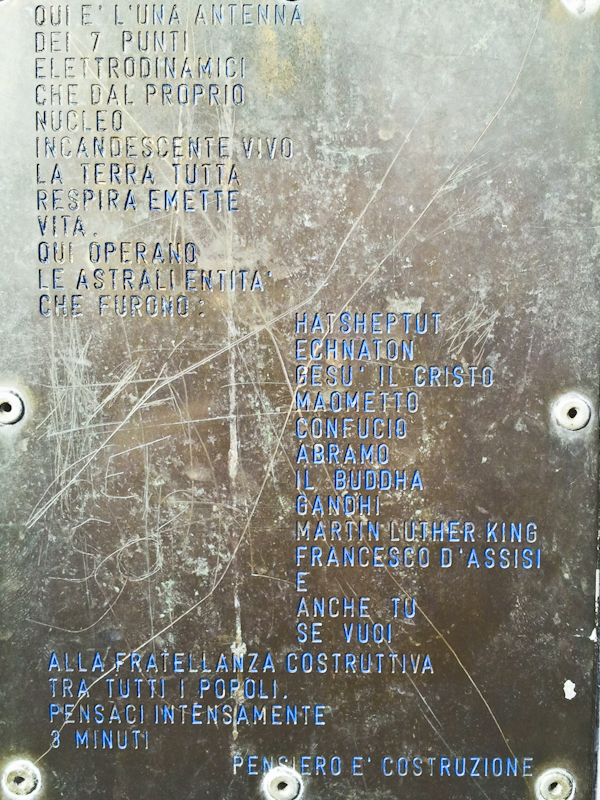 QUI E' L'UNA ANTENNA
DEI 7 PUNTI
ELETTRODINAMICI
CHE DAL PROPRIO
NUCLEO
INCANDESCENTE VIVO
LA TERRA TUTTA
RESPIRA EMETTE
VITA.
QUI OPERANO
LE ASTRALI ENTITA'
CHE FURONO:
HATSHEPTUT
ECHNATON
GESU' IL CRISTO
MAOMETTO
CONFUCIO
ABRAMO
IL BUDDHA
GANDHI
MARTIN LUTHER KING
FRANCESCO D'ASSISI
E
ANCHE TU
SE VUOI
ALLA FRATELLANZA COSTRUTTIVA
TRA TUTTI I POPOLI.
PENSACI INTENSAMENTE
3 MINUTI
PENSIERO E' COSTRUZIONE